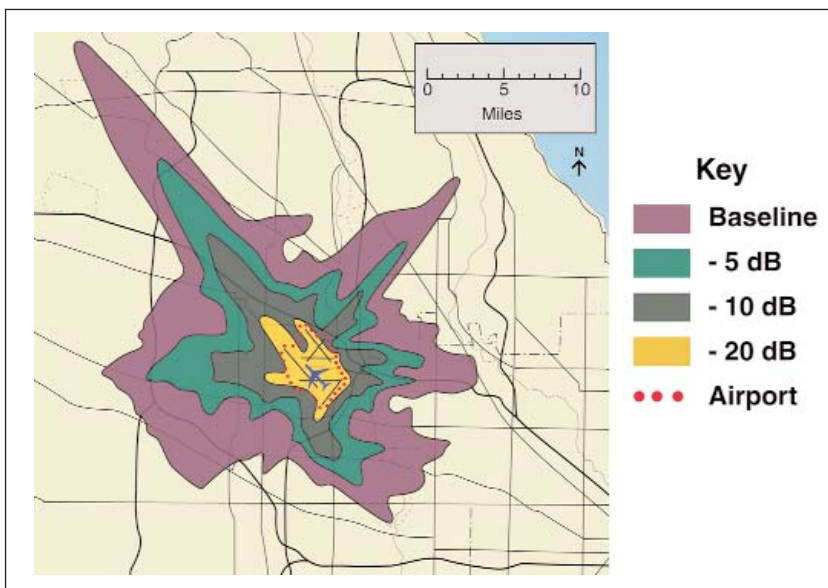 0 5 10
Miles
N
Key
Baseline
- 5 dB
- 10 dB
- 20 dB
Airport